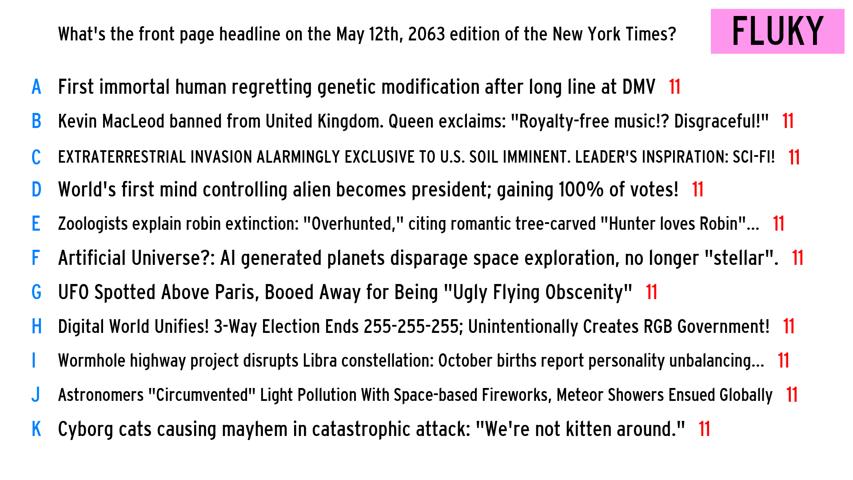 What's the front page headline on the May 12th, 2063 edition of the New York Times? FLUKY
A First immortal human regretting genetic modification after long line at DMV 11
B Kevin MacLeod banned from United Kingdom. Queen exclaims: "Royalty-free music!? Disgraceful!" 11
C EXTRATERRESTRIAL INVASION ALARMINGLY EXCLUSIVE TO U.S. SOIL IMMINENT. LEADER'S INSPIRATION: SCI-FI! 11
D World's first mind controlling alien becomes president; gaining 100% of votes! 11
E Zoologists explain robin extinction: "Overhunted," citing romantic tree-carved "Hunter loves Robin"... 11
F Artificial Universe?: AI generated planets disparage space exploration, no longer "stellar". 11
G UFO Spotted Above Paris, Booed Away for Being "Ugly Flying Obscenity" 11
H Digital World Unifies! 3-Way Election Ends 255-255-255; Unintentionally Creates RGB Government! 11
I Wormhole highway project disrupts Libra constellation: October births report personality unbalancing... 11
J Astronomers "Circumvented" Light Pollution With Space-based Fireworks, Meteor Showers Ensued Globally 11
K Cyborg cats causing mayhem in catastrophic attack: "We're not kitten around." 11